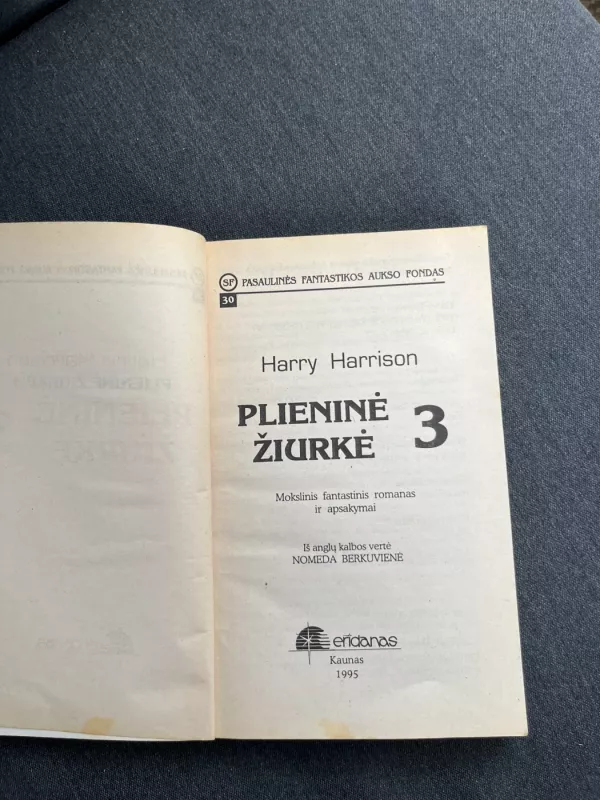 SF PASAULINĖS FANTASTIKOS AUKSO FONDAS
30
Harry Harrison
PLIENINĖ
ŽIURKĖ 3
Mokslinis fantastinis romanas
ir apsakymai
Iš anglų kalbos vertė
NOMEDA BERKUVIENĖ
eridanas
Kaunas
1995